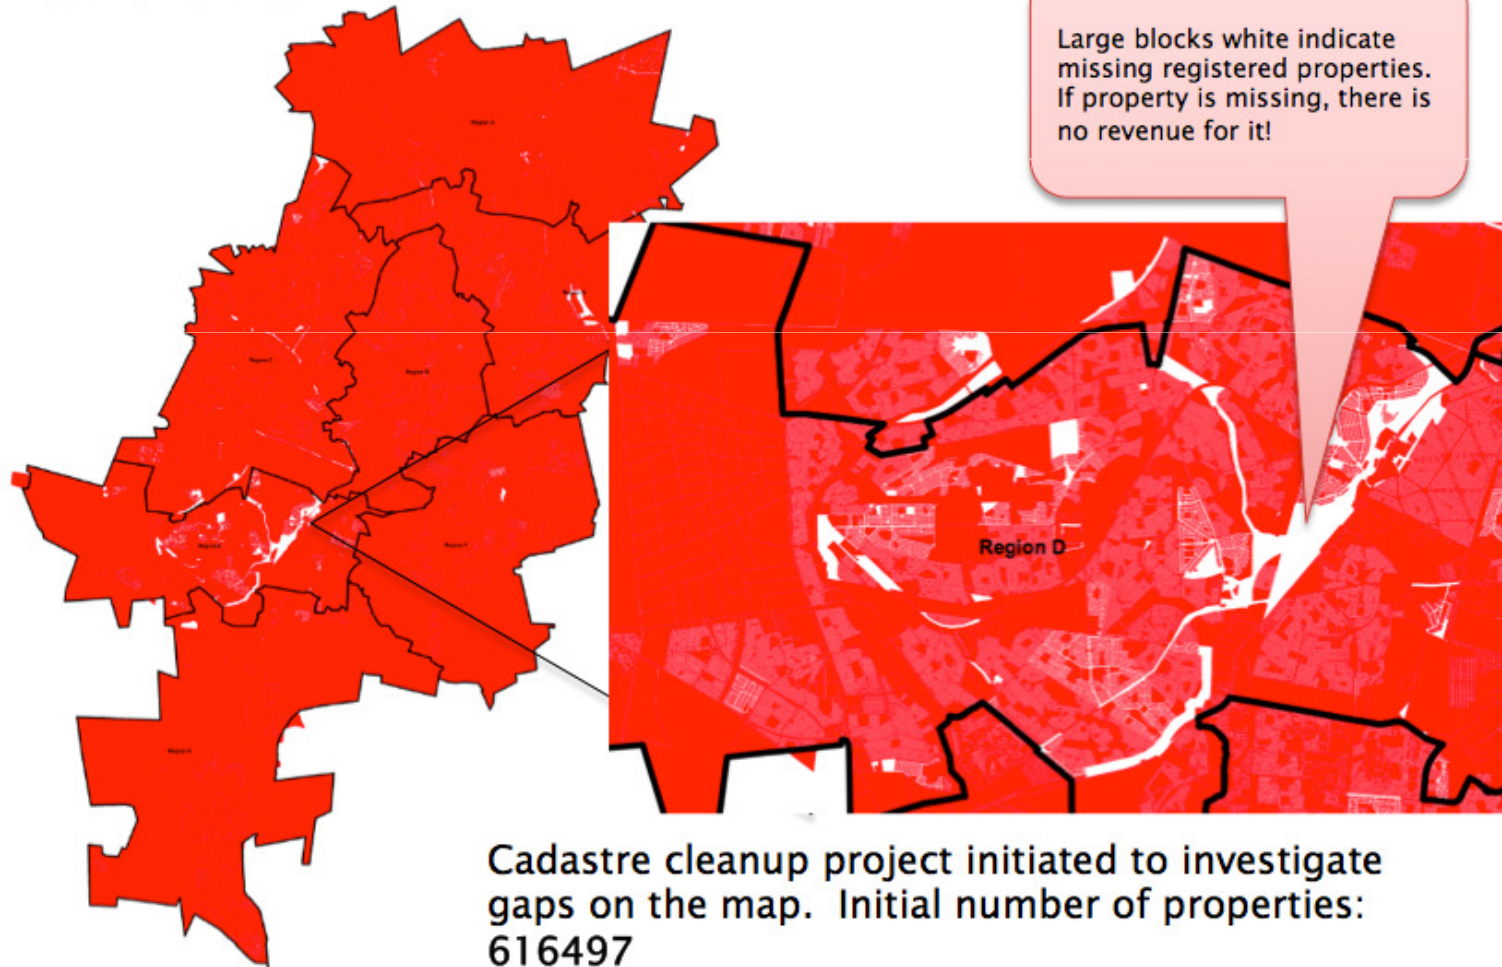 Large blocks white indicate
missing registered properties.
If property is missing, there is
no revenue for it!
Region D
Cadastre cleanup project initiated to investigate
gaps on the map.  Initial number of properties:
616497